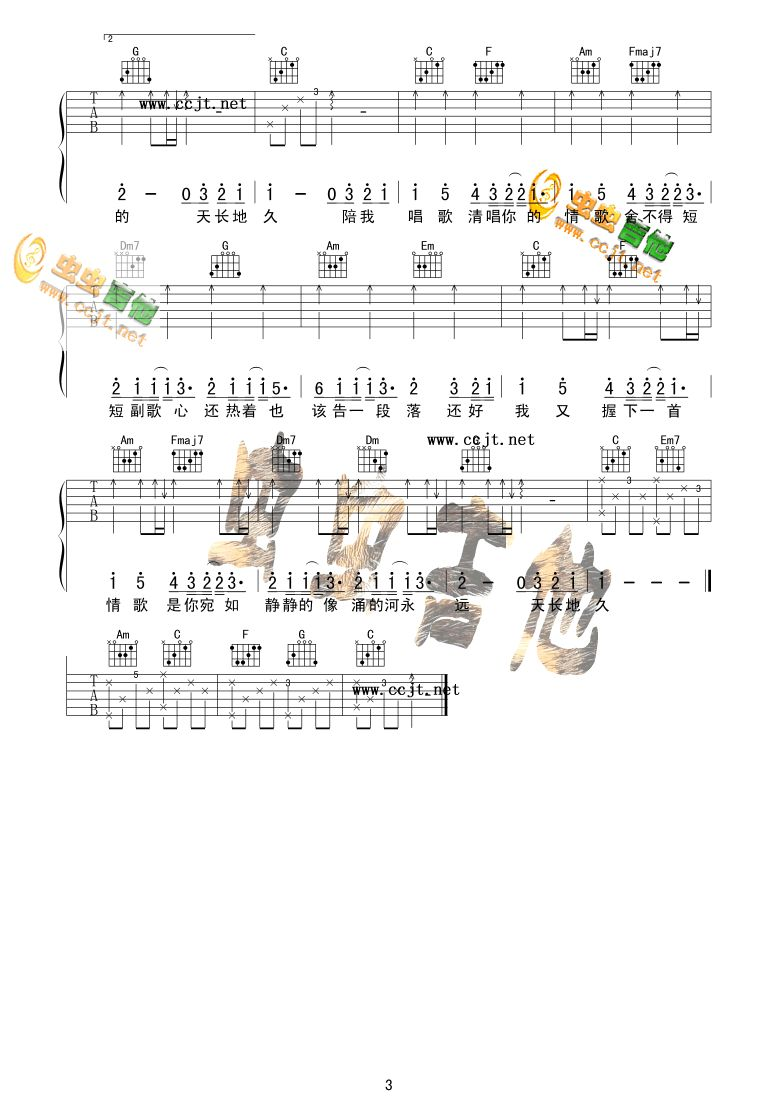 2
G C C F Am Fmaj7
3
www.ccjt.net
T
A
B
2 — 0 3 2 1 1 — 0 3 2 1 1 5 4 3 2 2 1· 1 5 4 3 2 2 3·
的 天长地久 陪我 唱歌清唱你的情歌舍不得短
虫虫吉他
www.ccjt.net
虫虫吉他
www.ccjt.net
Dm7 G Am Em C F
T
A
B
2 1 1 1 3· 2 1 1 1 5· 6 1 1 1 3· 2 3 2 1 1 5 4 3 2 2 1
短副歌心还热着也 该告一段落还好 我又握下一首
www.ccjt.net
Am Fmaj7 Dm7 Dm G C Em7
3 3
T
A
B
1 5 4 3 2 2 3· 2 1 1 1 3· 2 1 1 1 2 — 0 3 2 1 1 — — —
情歌是你宛如 静静的像涌的河永 远 天长地久
虫虫吉他
Am C F G C
5 3 3
T
A
B
www.ccjt.net
3